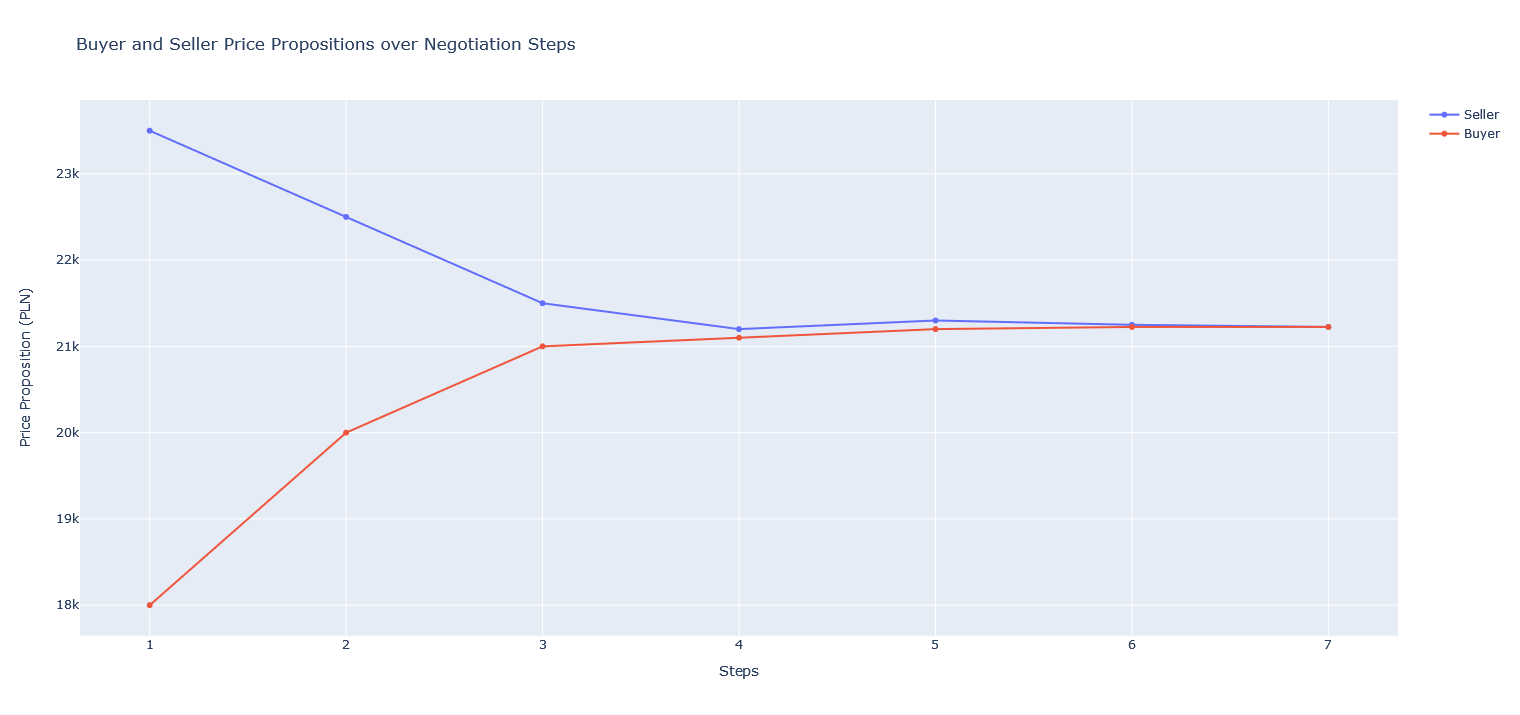 Buyer and Seller Price Propositions over Negotiation Steps
Seller
Buyer
Price Proposition (PLN)
23k
22k
21k
20k
19k
18k
1 2 3 4 5 6 7
Steps